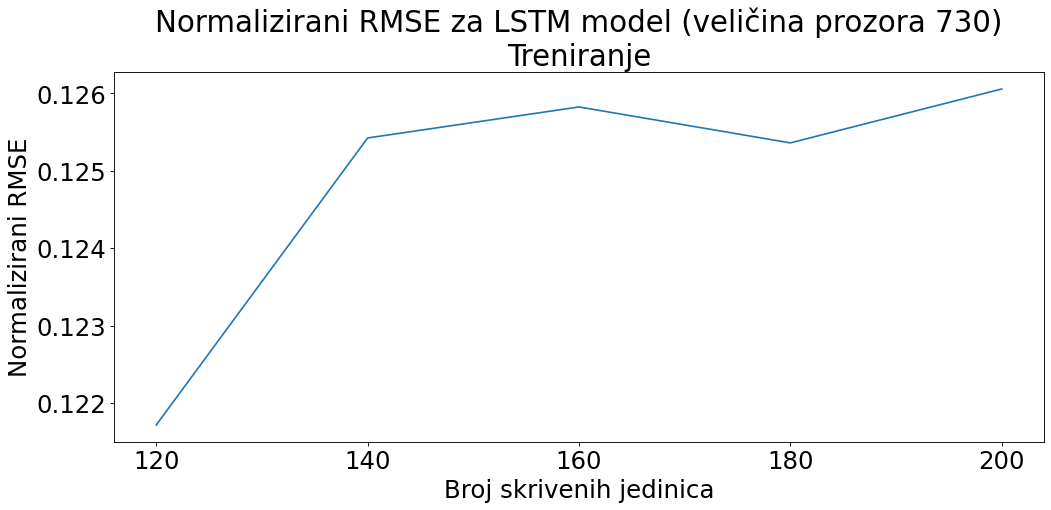 Normalizirani RMSE za LSTM model (veličina prozora 730)
Treniranje
Normalizirani RMSE
0.126
0.125
0.124
0.123
0.122
120 140 160 180 200
Broj skrivenih jedinica